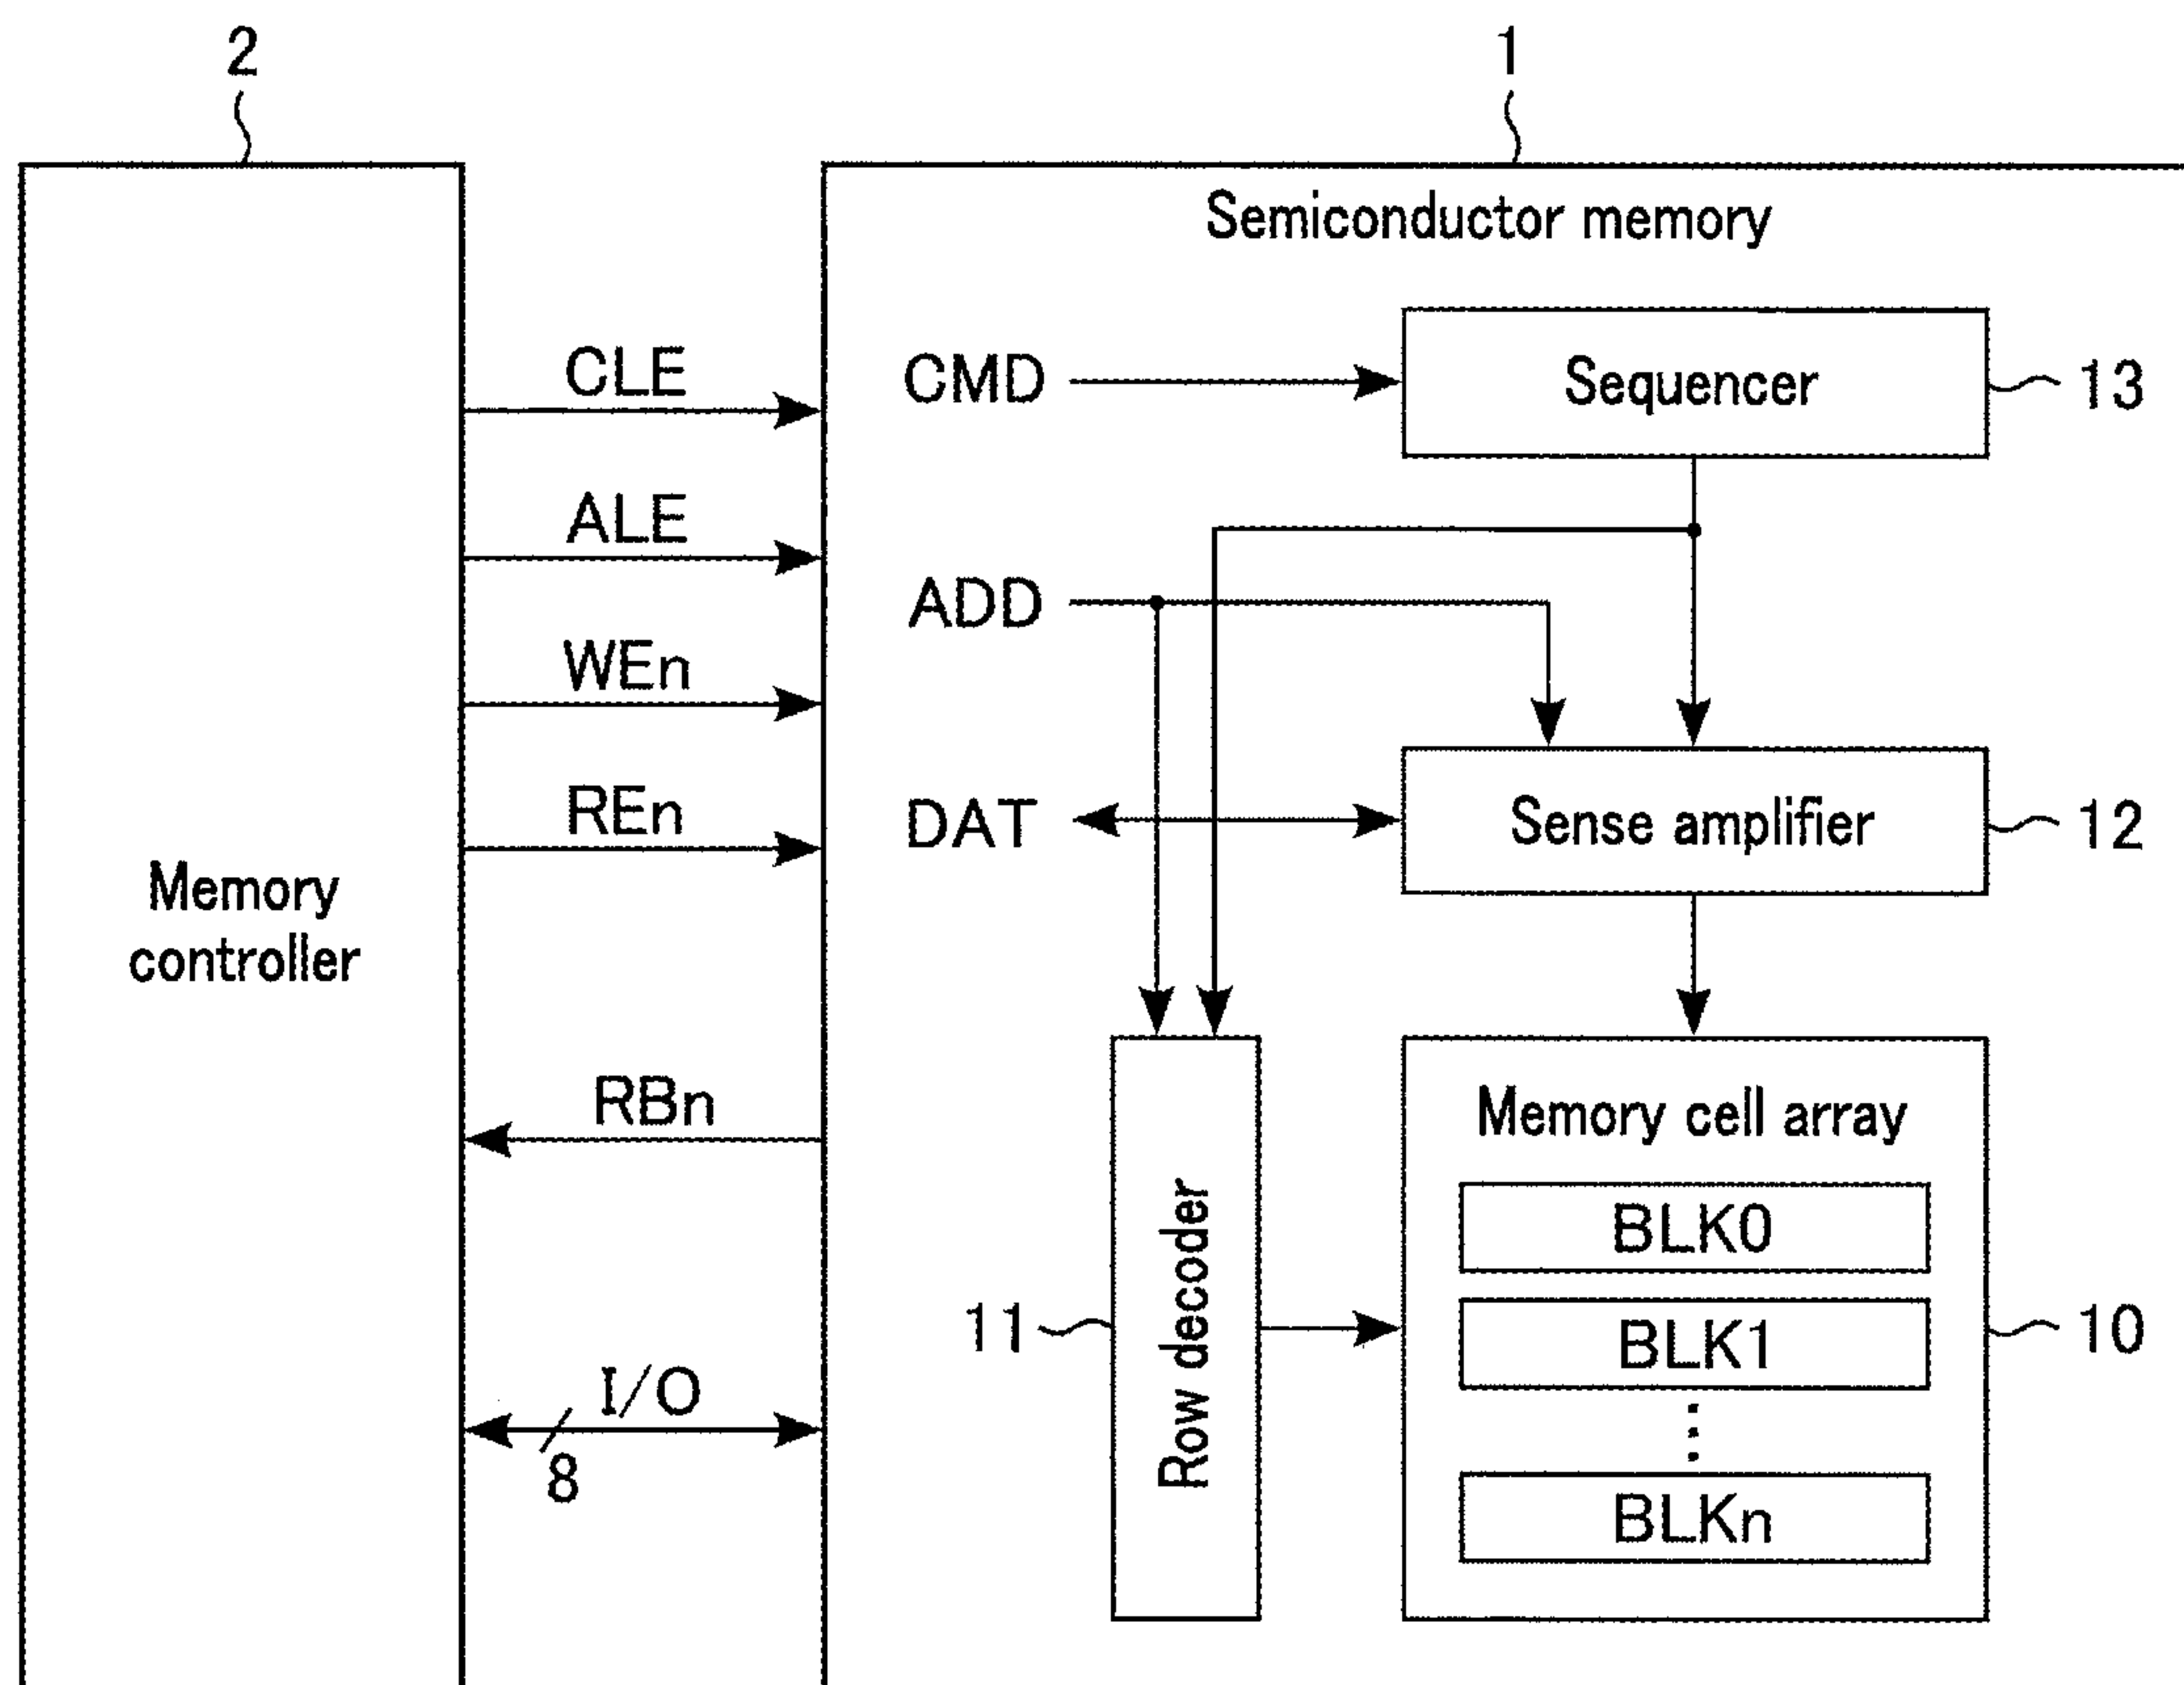 2
1
Semiconductor memory
CLE
CMD
Sequencer
13
ALE
ADD
WEn
REn
DAT
Sense amplifier
12
Memory
controller
RBn
Memory cell array
BLK0
Row decoder
11
BLK1
10
I/O
8
BLKn